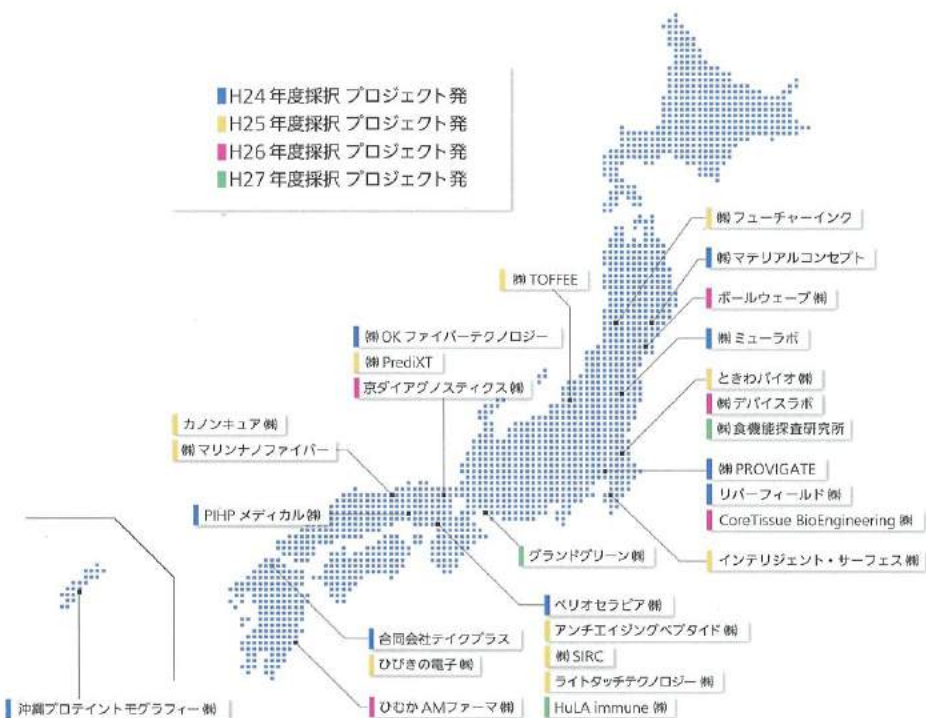 H24年度採択 プロジェクト発
H25年度採択 プロジェクト発
H26年度採択 プロジェクト発
H27年度採択 プロジェクト発
㈱フューチャーインク
㈱マテリアルコンセプト
ボールウェーブ㈱
㈱ミューラボ
ときわバイオ㈱
㈱デバイスラボ
㈱食機能探査研究所
㈱PROVIGATE
リバーフィールド㈱
CoreTissue BioEngineering ㈱
インテリジェント・サーフェス㈱
㈱TOFFEE
㈱OKファイバーテクノロジー
㈱PrediXT
京ダイアグノスティクス㈱
カノンキュア㈱
㈱マリンナノファイバー
PIHPメディカル㈱
グランドグリーン㈱
ペリオセラピア㈱
アンチエイジングペプタイド㈱
㈱SIRC
ライトタッチテクノロジー㈱
HuLA immune ㈱
合同会社テイクプラス
ひびきの電子㈱
ひむかAMファーマ㈱
沖縄プロテイントモグラフィー㈱